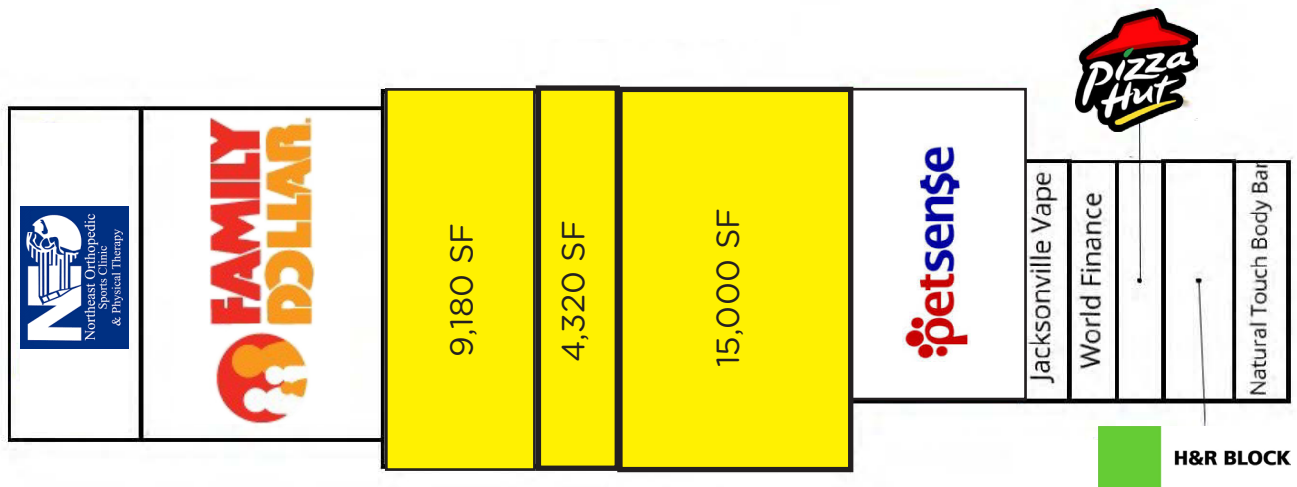 Northeast Orthopedic
Sports Clinic
& Physical Therapy
FAMILY
DOLLAR
9,180 SF
4,320 SF
15,000 SF
petsen$e
Jacksonville Vape
World Finance
Pizza
Hut
H&R BLOCK
Natural Touch Body Bar